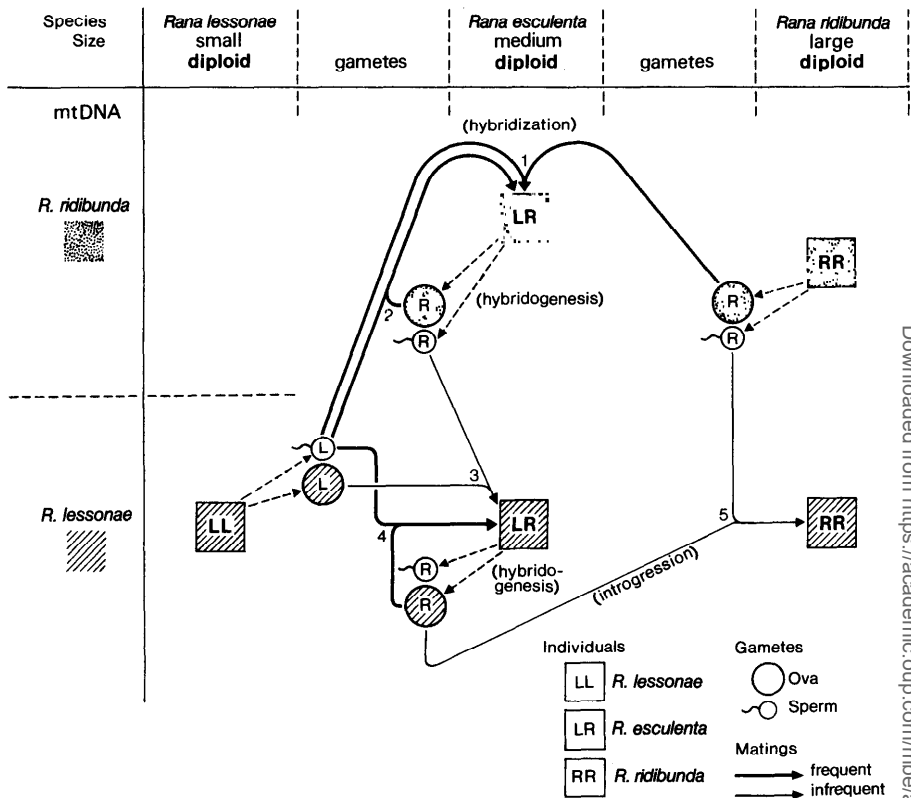 Species
Size
Rana lessonae
small
diploid
gametes
Rana esculenta
medium
diploid
gametes
Rana ridibunda
large
diploid
mtDNA
(hybridization)
1
R. ridibunda
LR
RR
R
(hybridogenesis)
R
2
R
R
L
3
L
R. lessonae
LL
LR
5
RR
4
R
(hybrido-
genesis)
(introgression)
R
Individuals
Gametes
LL R. lessonae
Ova
Sperm
LR R. esculenta
Matings
RR R. ridibunda
frequent
infrequent
Downloaded from https://academic.oup.com/mbe/a